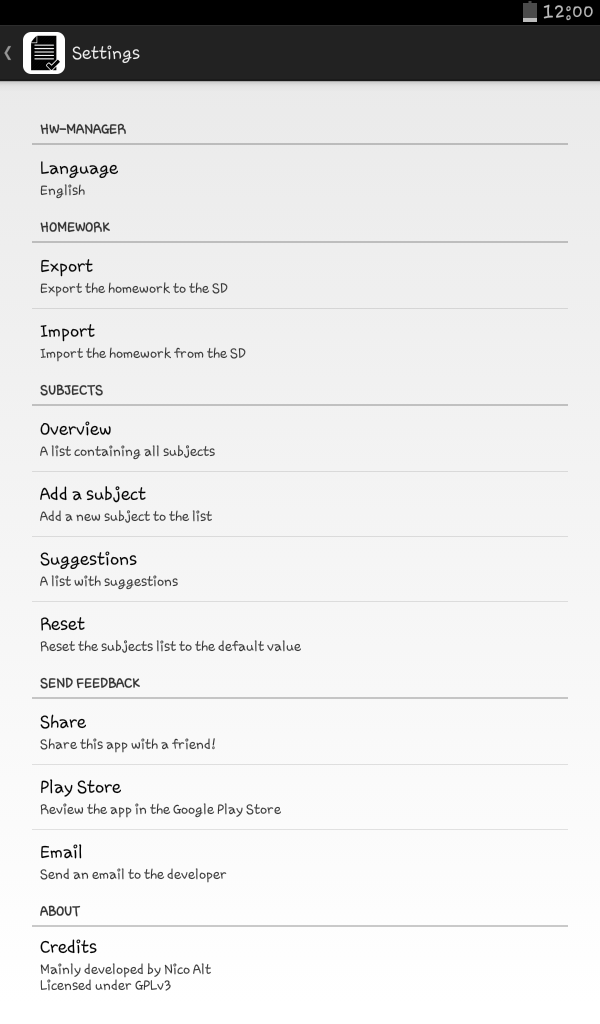 12:00
Settings
HW-MANAGER
Language
English
HOMEWORK
Export
Export the homework to the SD
Import
Import the homework from the SD
SUBJECTS
Overview
A list containing all subjects
Add a subject
Add a new subject to the list
Suggestions
A list with suggestions
Reset
Reset the subjects list to the default value
SEND FEEDBACK
Share
Share this app with a friend!
Play Store
Review the app in the Google Play Store
Email
Send an email to the developer
ABOUT
Credits
Mainly developed by Nico Alt
Licensed under GPLv3